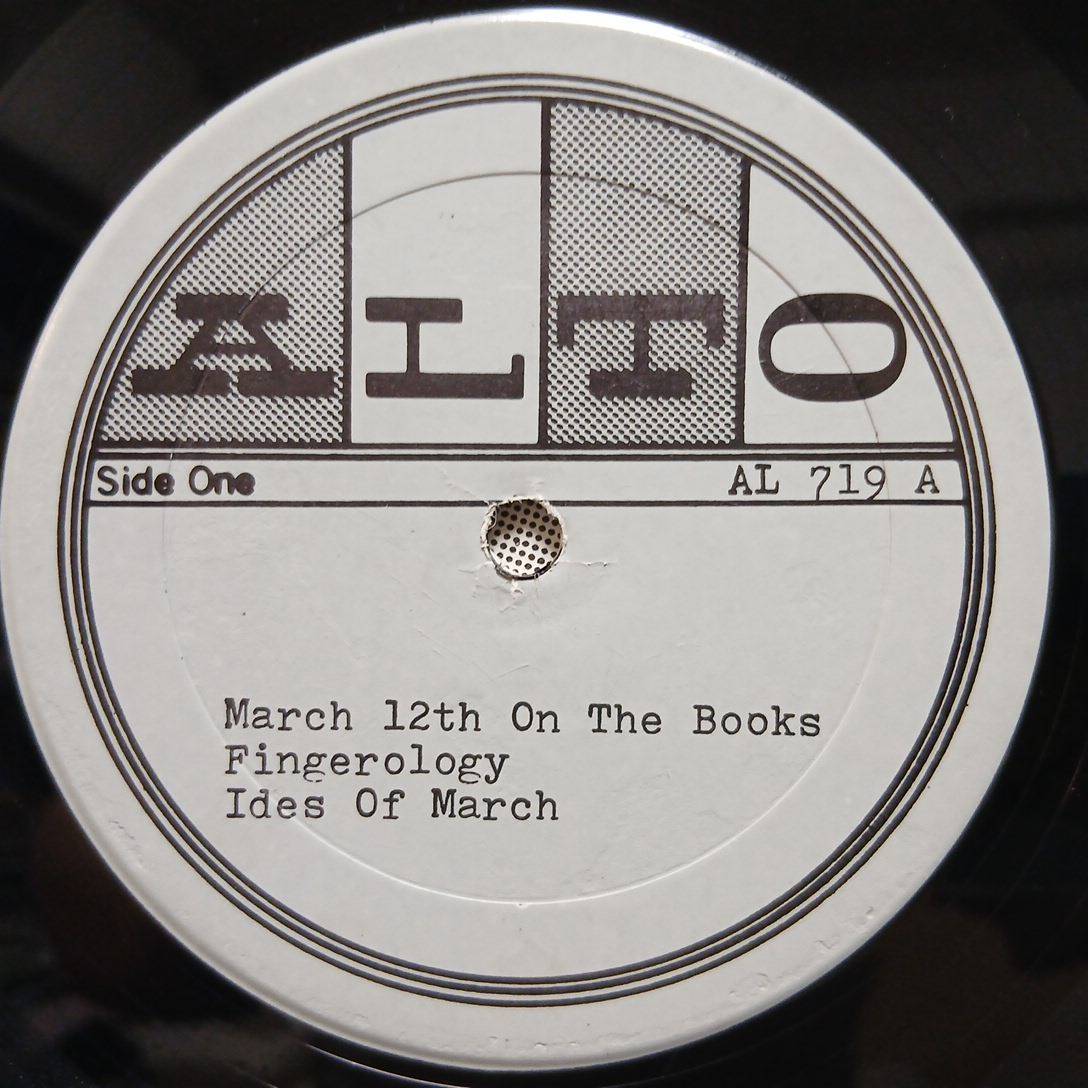 ALTO
Side One AL 719 A
March 12th On The Books
Fingerology
Ides Of March